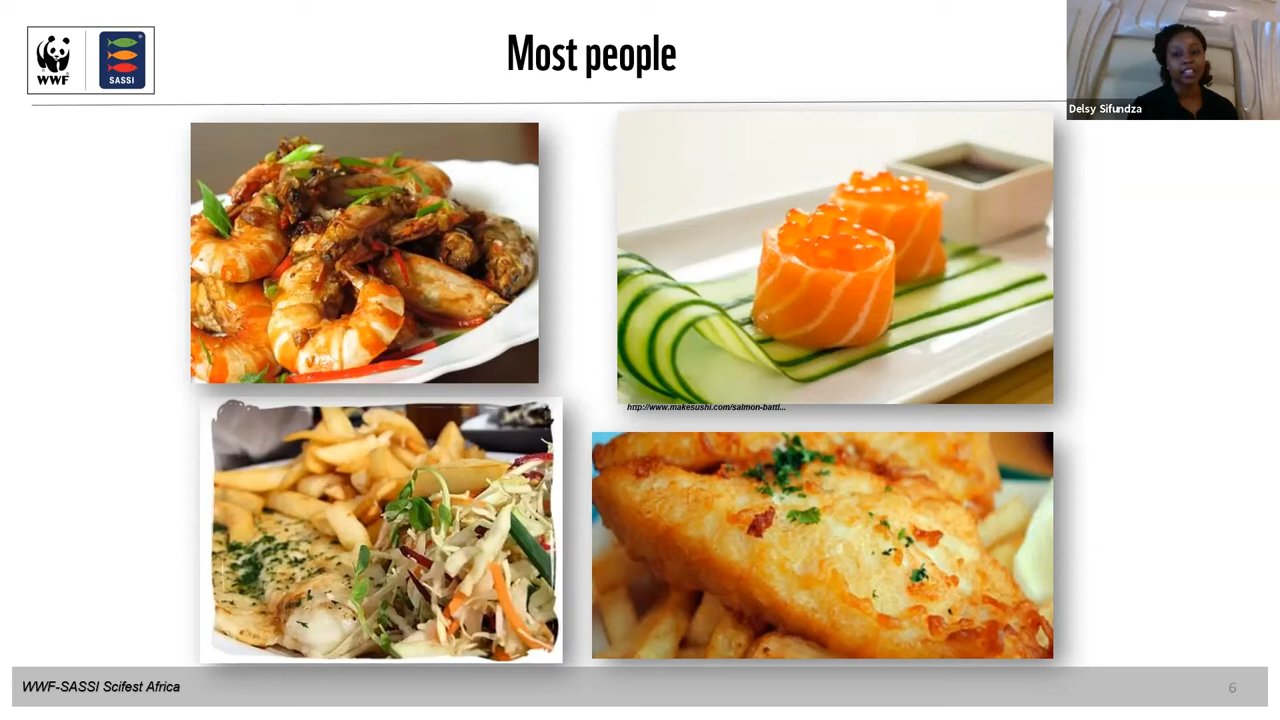 WWF
SASSI
Most people
Delsy Sifundza
http://www.makesushi.com/salmon-battl...
WWF-SASSI Scifest Africa
6